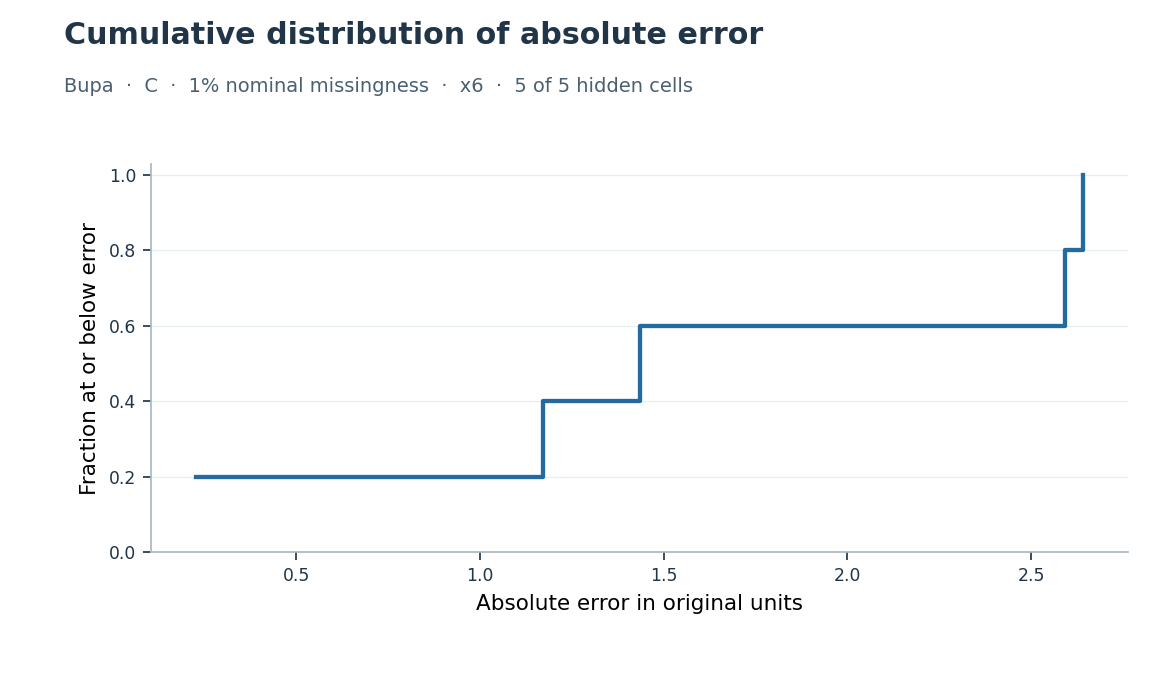 Cumulative distribution of absolute error
Bupa · C · 1% nominal missingness · x6 · 5 of 5 hidden cells
Fraction at or below error
1.0
0.8
0.6
0.4
0.2
0.0
0.5 1.0 1.5 2.0 2.5
Absolute error in original units